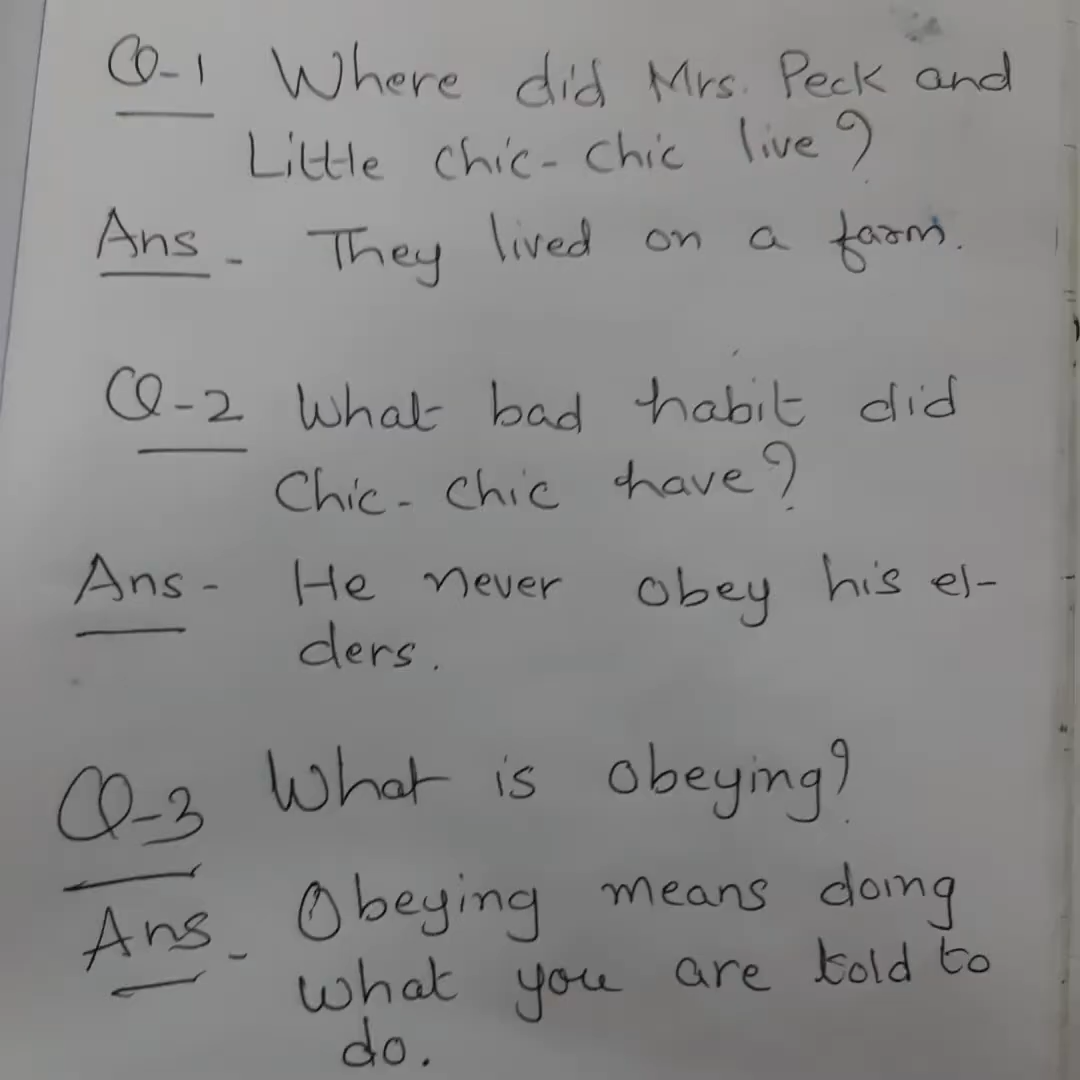 Q-1 Where did Mrs. Peck and
Little Chic-Chic live?
Ans - They lived on a farm.
Q-2 What bad habit did
Chic-Chic have?
Ans - He never obey his el-
ders.
Q-3 What is obeying?
Ans - Obeying means doing
what you are told to
do.